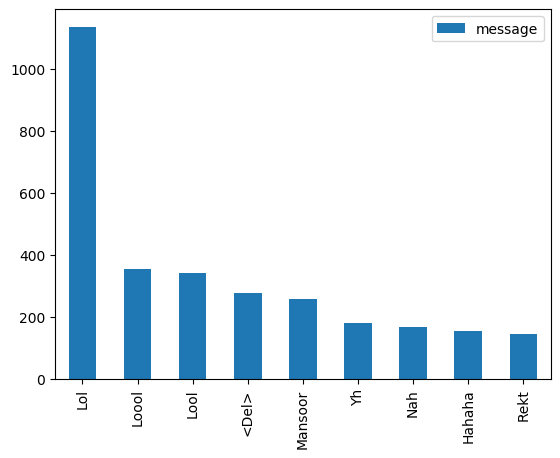 message
1000
800
600
400
200
0
Lol
Loool
Lool
<Del>
Mansoor
Yh
Nah
Hahaha
Rekt